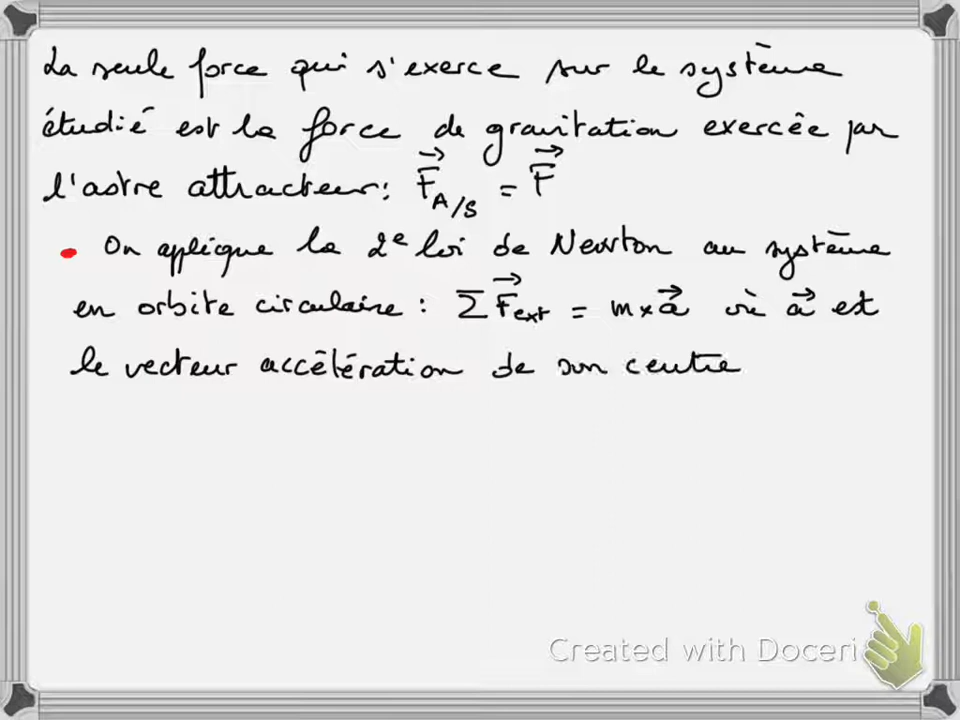 La seule force qui s'exerce sur le système
étudié est la force de gravitation exercée par
l'astre attracteur : F⃗_A/S = F⃗
• On applique la 2e loi de Newton au système
en orbite circulaire : Σ F⃗_ext = m × a⃗ où a⃗ est
le vecteur accélération de son centre
Created with Doceri